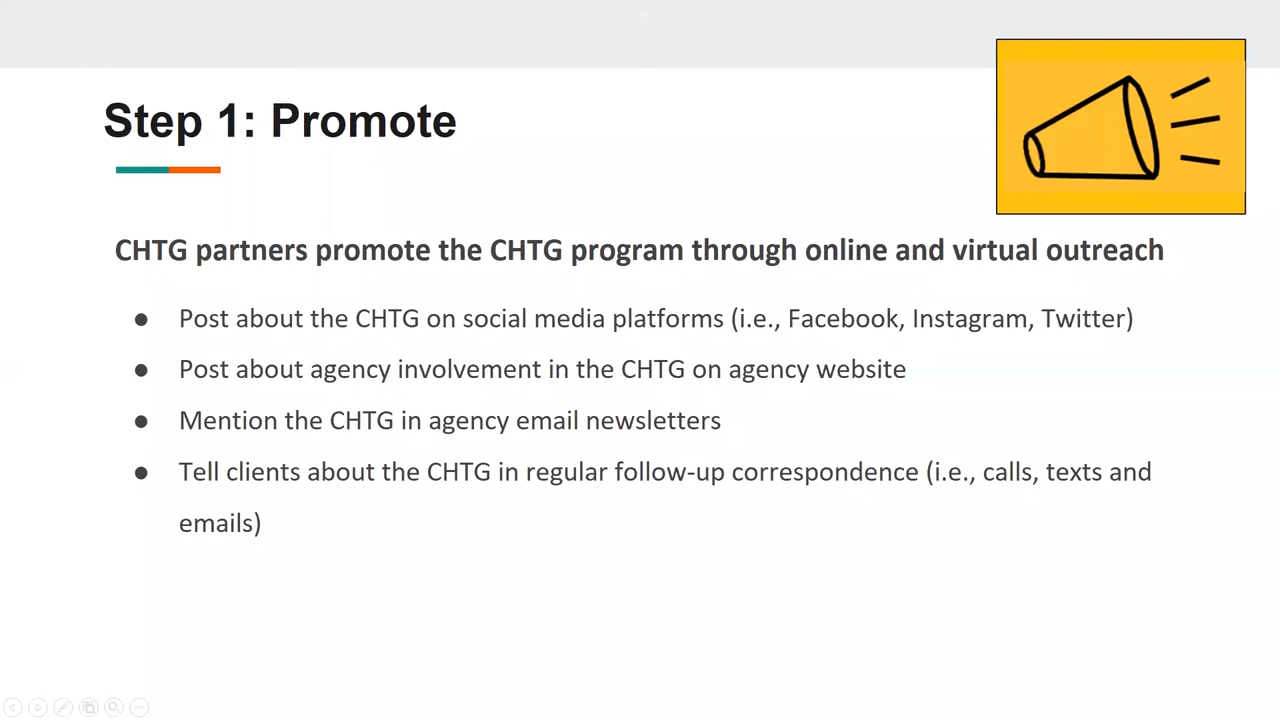 Step 1: Promote
CHTG partners promote the CHTG program through online and virtual outreach
● Post about the CHTG on social media platforms (i.e., Facebook, Instagram, Twitter)
● Post about agency involvement in the CHTG on agency website
● Mention the CHTG in agency email newsletters
● Tell clients about the CHTG in regular follow-up correspondence (i.e., calls, texts and
emails)